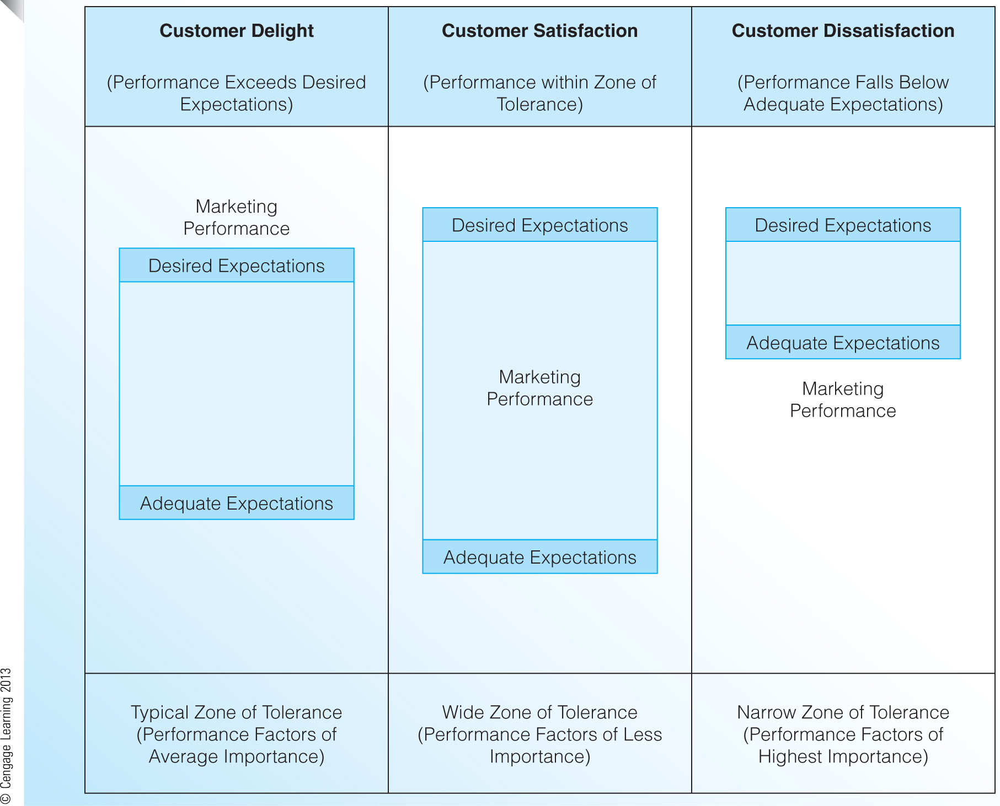 Customer Delight
(Performance Exceeds Desired
Expectations)
Customer Satisfaction
(Performance within Zone of
Tolerance)
Customer Dissatisfaction
(Performance Falls Below
Adequate Expectations)
Marketing
Performance
Desired Expectations
Adequate Expectations
Desired Expectations
Marketing
Performance
Adequate Expectations
Desired Expectations
Adequate Expectations
Marketing
Performance
Typical Zone of Tolerance
(Performance Factors of
Average Importance)
Wide Zone of Tolerance
(Performance Factors of Less
Importance)
Narrow Zone of Tolerance
(Performance Factors of
Highest Importance)
© Cengage Learning 2013